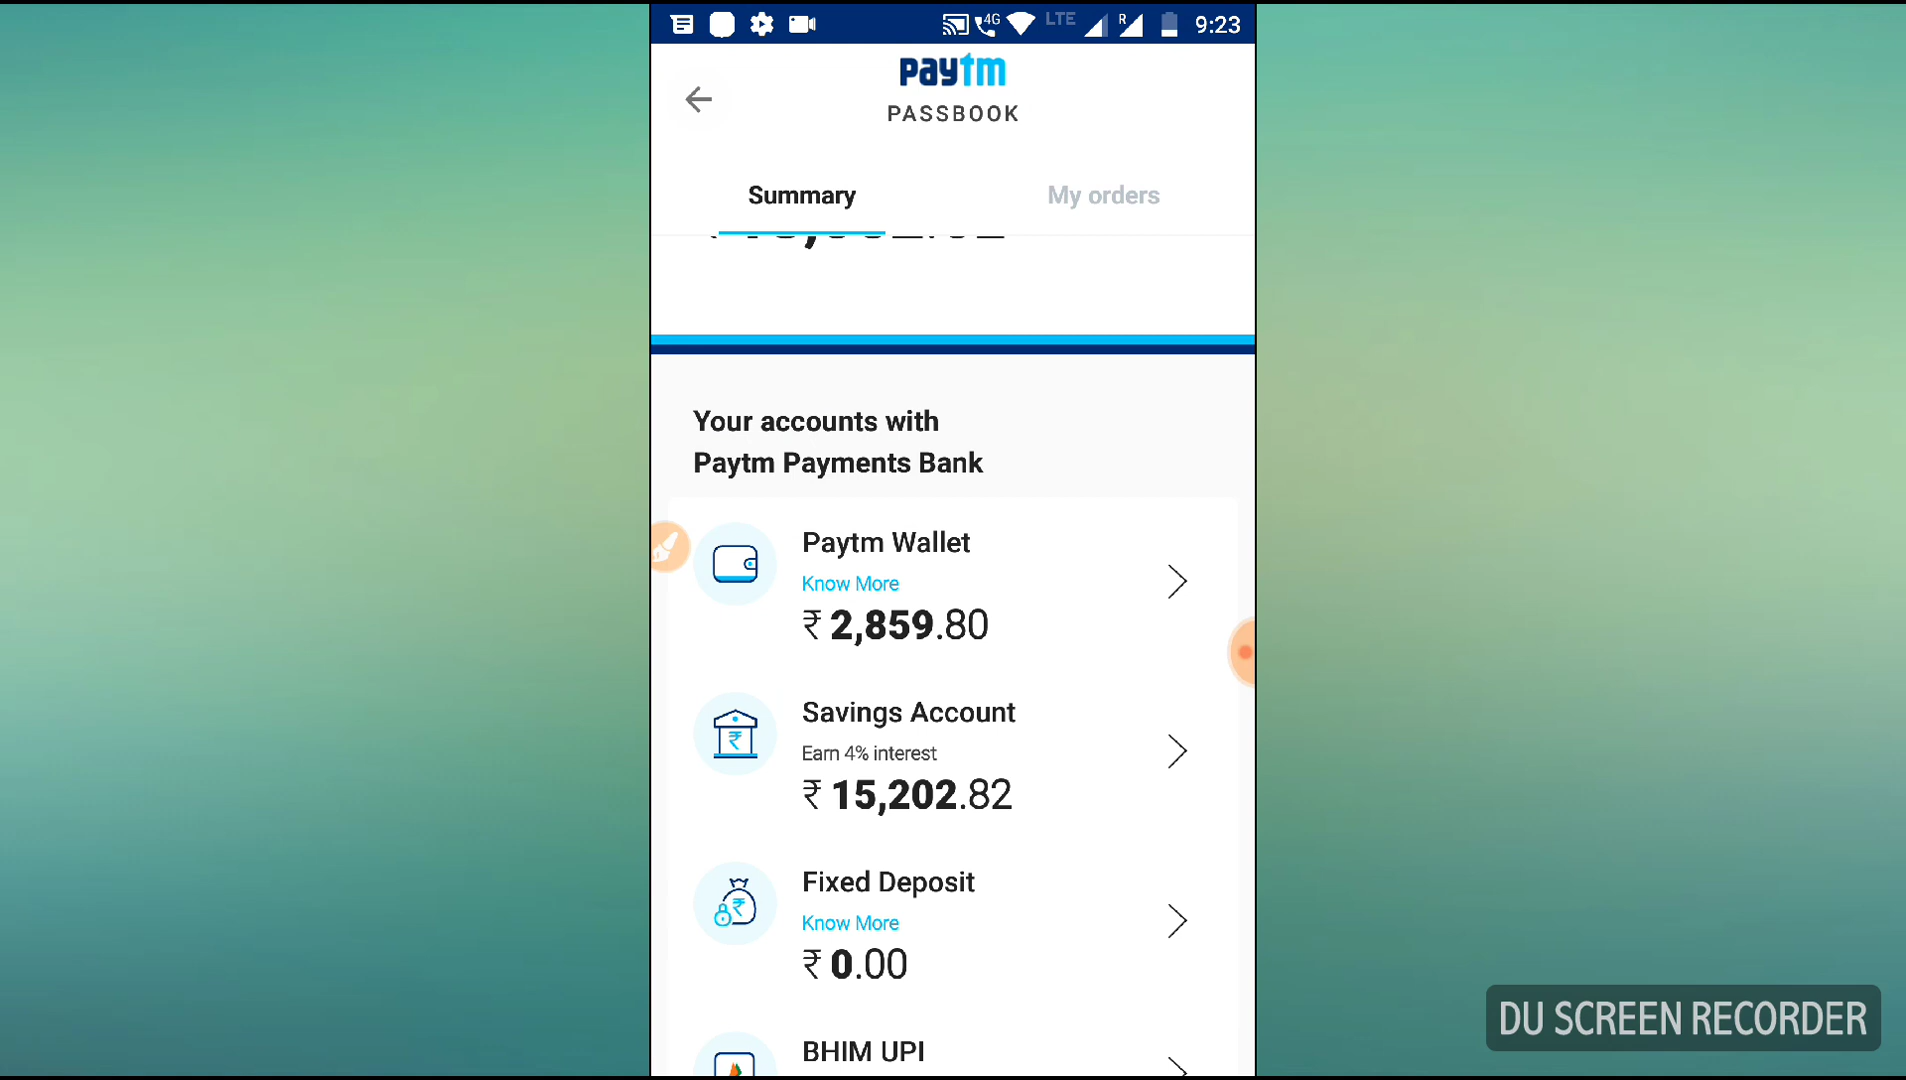 4G LTE R 9:23
paytm
PASSBOOK
Summary My orders
Your accounts with
Paytm Payments Bank
Paytm Wallet
Know More
₹ 2,859.80
Savings Account
Earn 4% interest
₹ 15,202.82
Fixed Deposit
Know More
₹ 0.00
BHIM UPI
DU SCREEN RECORDER